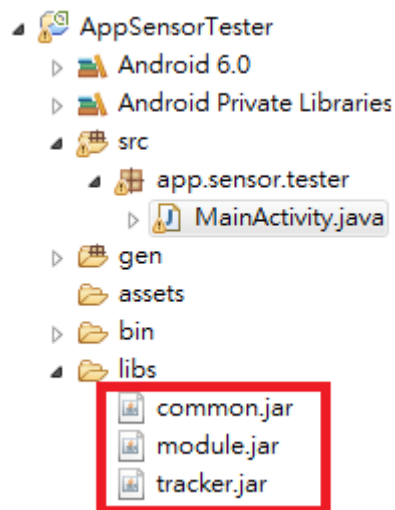 AppSensorTester
Android 6.0
Android Private Libraries
src
app.sensor.tester
MainActivity.java
gen
assets
bin
libs
common.jar
module.jar
tracker.jar